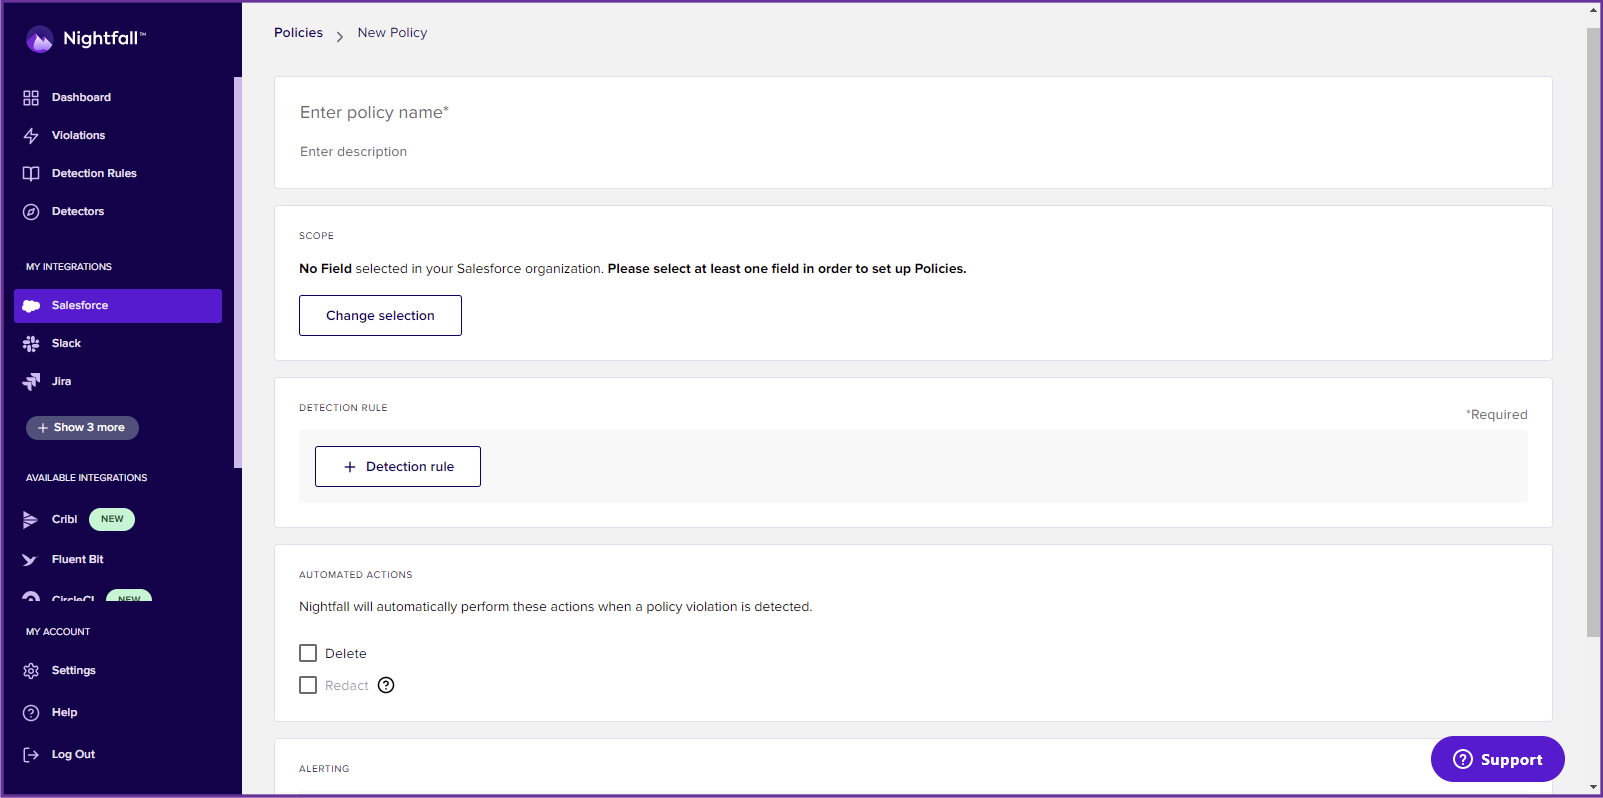 Nightfall™
Dashboard
Violations
Detection Rules
Detectors
MY INTEGRATIONS
Salesforce
Slack
Jira
+ Show 3 more
AVAILABLE INTEGRATIONS
Cribl NEW
Fluent Bit
CircleCI NEW
MY ACCOUNT
Settings
Help
Log Out
Policies > New Policy
Enter policy name*
Enter description
SCOPE
No Field selected in your Salesforce organization. Please select at least one field in order to set up Policies.
Change selection
DETECTION RULE
*Required
+ Detection rule
AUTOMATED ACTIONS
Nightfall will automatically perform these actions when a policy violation is detected.
Delete
Redact ?
ALERTING
? Support